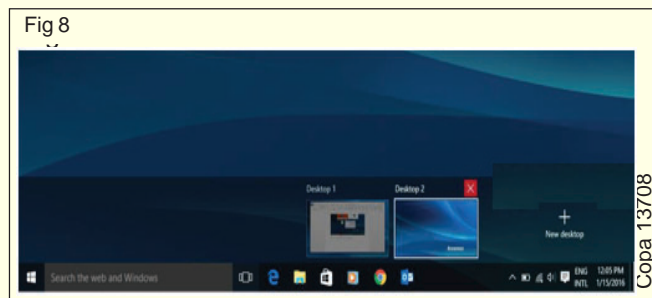 Fig 8
Desktop 1
Desktop 2
X
+
New desktop
Search the web and Windows
ENG
INTL
12:05 PM
1/15/2016
Copa 13708